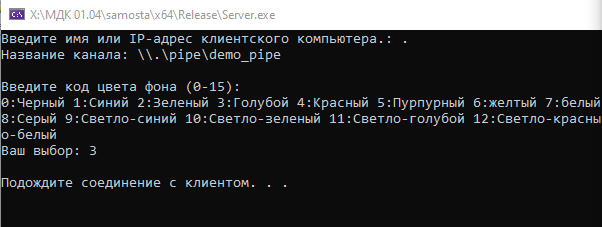 X:\МДК 01.04\samosta\x64\Release\Server.exe
Введите имя или IP-адрес клиентского компьютера.: .
Название канала: \\.\pipe\demo_pipe
Введите код цвета фона (0-15):
0:Черный 1:Синий 2:Зеленый 3:Голубой 4:Красный 5:Пурпурный 6:желтый 7:белый
8:Серый 9:Светло-синий 10:Светло-зеленый 11:Светло-голубой 12:Светло-красны
о-белый
Ваш выбор: 3
Подождите соединение с клиентом. . .